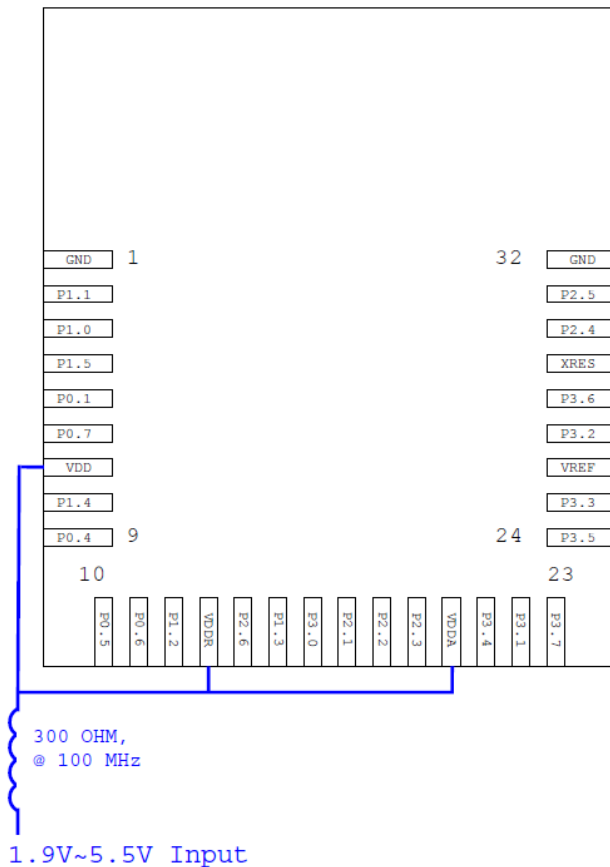 GND 1 32 GND
P1.1 P2.5
P1.0 P2.4
P1.5 XRES
P0.1 P3.6
P0.7 P3.2
VDD VREF
P1.4 P3.3
P0.4 9 24 P3.5
10 23
P0.5 P0.6 P1.2 VDDR P2.6 P1.3 P3.0 P2.1 P2.2 P2.3 VDDA P3.4 P3.1 P3.7
300 OHM,
@ 100 MHz
1.9V~5.5V Input